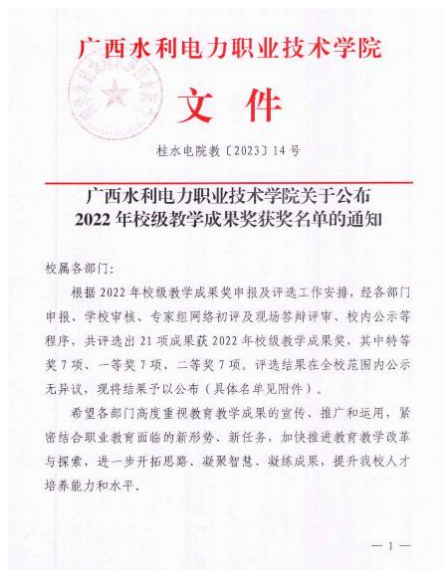 广西水利电力职业技术学院
文件
桂水电院教〔2023〕14号
广西水利电力职业技术学院关于公布
2022年校级教学成果奖获奖名单的通知
校属各部门：
根据2022年校级教学成果奖申报及评选工作安排，经各部门
申报、学校审核、专家组网络初评及现场答辩评审、校内公示等
程序，共评选出21项成果获2022年校级教学成果奖，其中特等
奖7项、一等奖7项、二等奖7项。评选结果在全校范围内公示
无异议，现将结果予以公布（具体名单见附件）。
希望各部门高度重视教育教学成果的宣传、推广和运用，紧
密结合职业教育面临的新形势、新任务，加快推进教育教学改革
与探索，进一步开拓思路、凝聚智慧、凝练成果，提升我校人才
培养能力和水平。
— 1 —